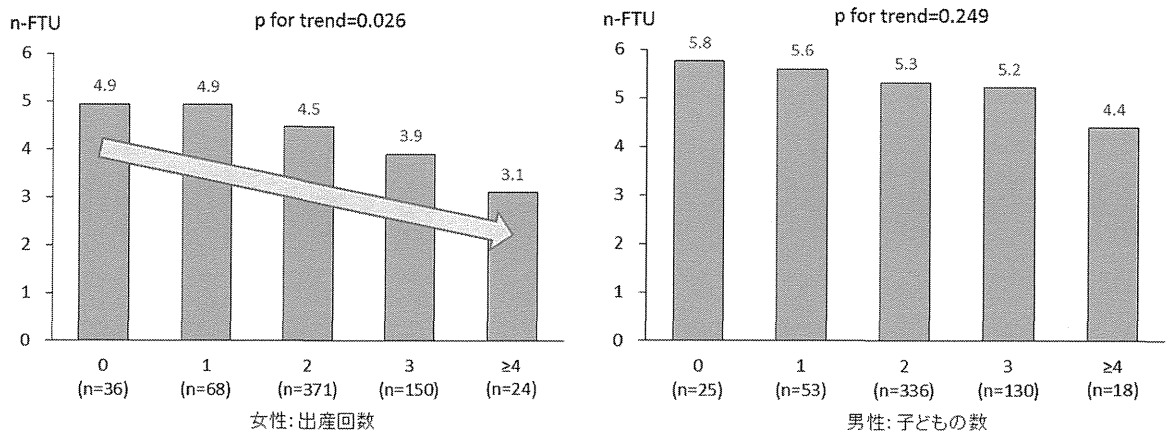 n-FTU
p for trend=0.026
6
5
4
3
2
1
0
4.9
4.9
4.5
3.9
3.1
0
1
2
3
≥4
(n=36)
(n=68)
(n=371)
(n=150)
(n=24)
女性: 出産回数
n-FTU
p for trend=0.249
6
5
4
3
2
1
0
5.8
5.6
5.3
5.2
4.4
0
1
2
3
≥4
(n=25)
(n=53)
(n=336)
(n=130)
(n=18)
男性: 子どもの数